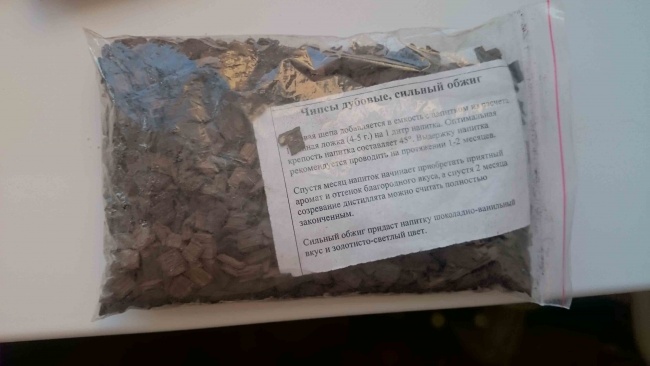 Чипсы дубовые, сильный обжиг
щепа добавляется в емкость с напитком из расчета
ложка (4-5 г.) на 1 литр напитка. Оптимальная
крепость напитка составляет 45°. Выдержку напитка
рекомендуется проводить на протяжении 1-2 месяцев.
Спустя месяц напиток начинает приобретать приятный
аромат и оттенок благородного вкуса, а спустя 2 месяца
созревание дистиллята можно считать полностью
законченным.
Сильный обжиг придаст напитку шоколадно-ванильный
вкус и золотисто-светлый цвет.